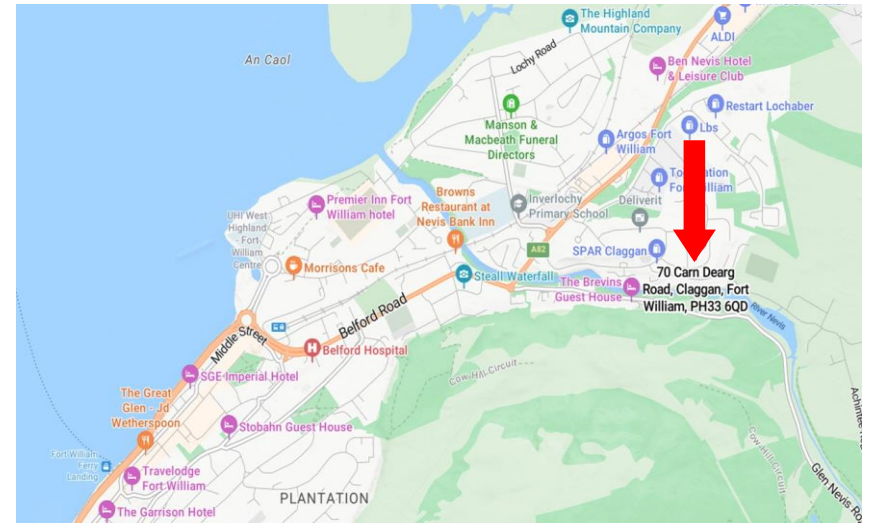 The Highland
Mountain Company
ALDI
An Caol
Lochy Road
Ben Nevis Hotel
& Leisure Club
Restart Lochaber
Manson &
Macbeath Funeral
Directors
Argos Fort
William
Lbs
Browns
Restaurant at
Nevis Bank Inn
Premier Inn Fort
William hotel
Inverlochy
Primary School
Deliverit
UHI West
Highland
- Fort
William
Centre
Morrisons Cafe
A82
SPAR Claggan
Steall Waterfall
The Brevins
Guest House
70 Carn Dearg
Road, Claggan, Fort
William, PH33 6QD
River Nevis
Belford Road
Middle Street
Belford Hospital
Cow Hill Circuit
SGE Imperial Hotel
The Great
Glen - Jd
Wetherspoon
Stobahn Guest House
Fort William
Ferry
Landing
Travelodge
Fort William
PLANTATION
The Garrison Hotel
Cow Hill Circuit
Glen Nevis